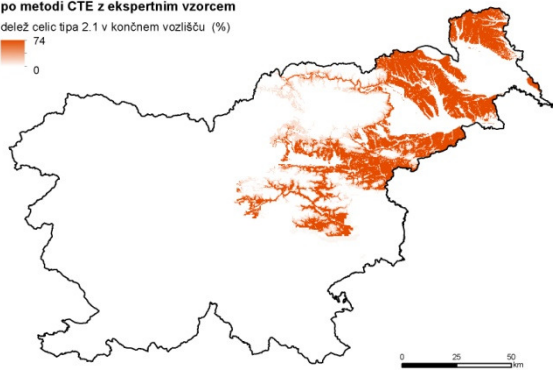 po metodi CTE z ekspertnim vzorcem
delež celic tipa 2.1 v končnem vozlišču (%)
74
0
0 25 50
km